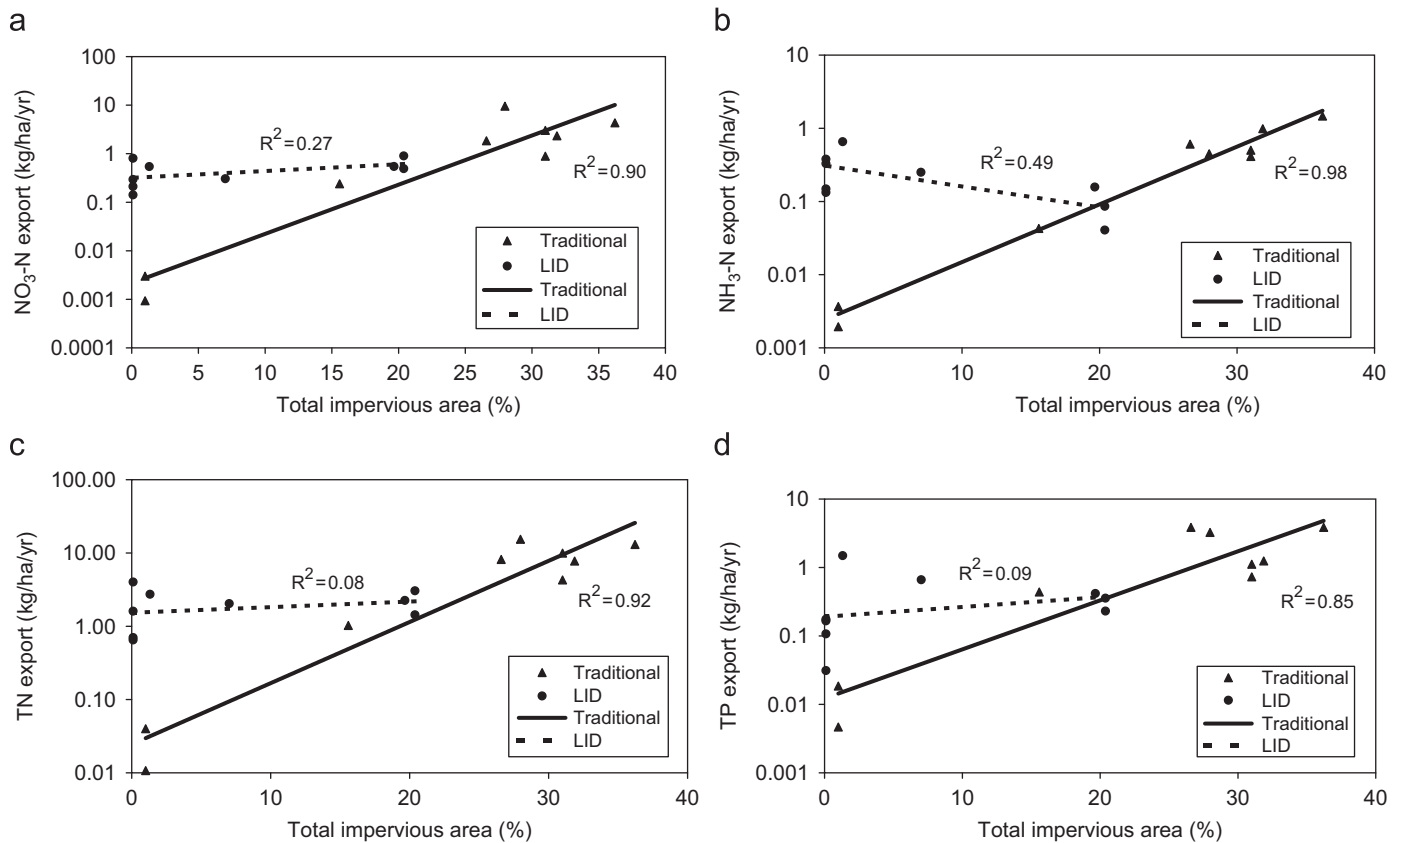 a
100
10
1
0.1
0.01
0.001
0.0001
NO3-N export (kg/ha/yr)
R2=0.27
R2=0.90
Traditional
LID
Traditional
LID
0 5 10 15 20 25 30 35 40
Total impervious area (%)
b
10
1
0.1
0.01
0.001
NH3-N export (kg/ha/yr)
R2=0.49
R2=0.98
Traditional
LID
Traditional
LID
0 10 20 30 40
Total impervious area (%)
c
100.00
10.00
1.00
0.10
0.01
TN export (kg/ha/yr)
R2=0.08
R2=0.92
Traditional
LID
Traditional
LID
0 10 20 30 40
Total impervious area (%)
d
10
1
0.1
0.01
0.001
TP export (kg/ha/yr)
R2=0.09
R2=0.85
Traditional
LID
Traditional
LID
0 10 20 30 40
Total impervious area (%)